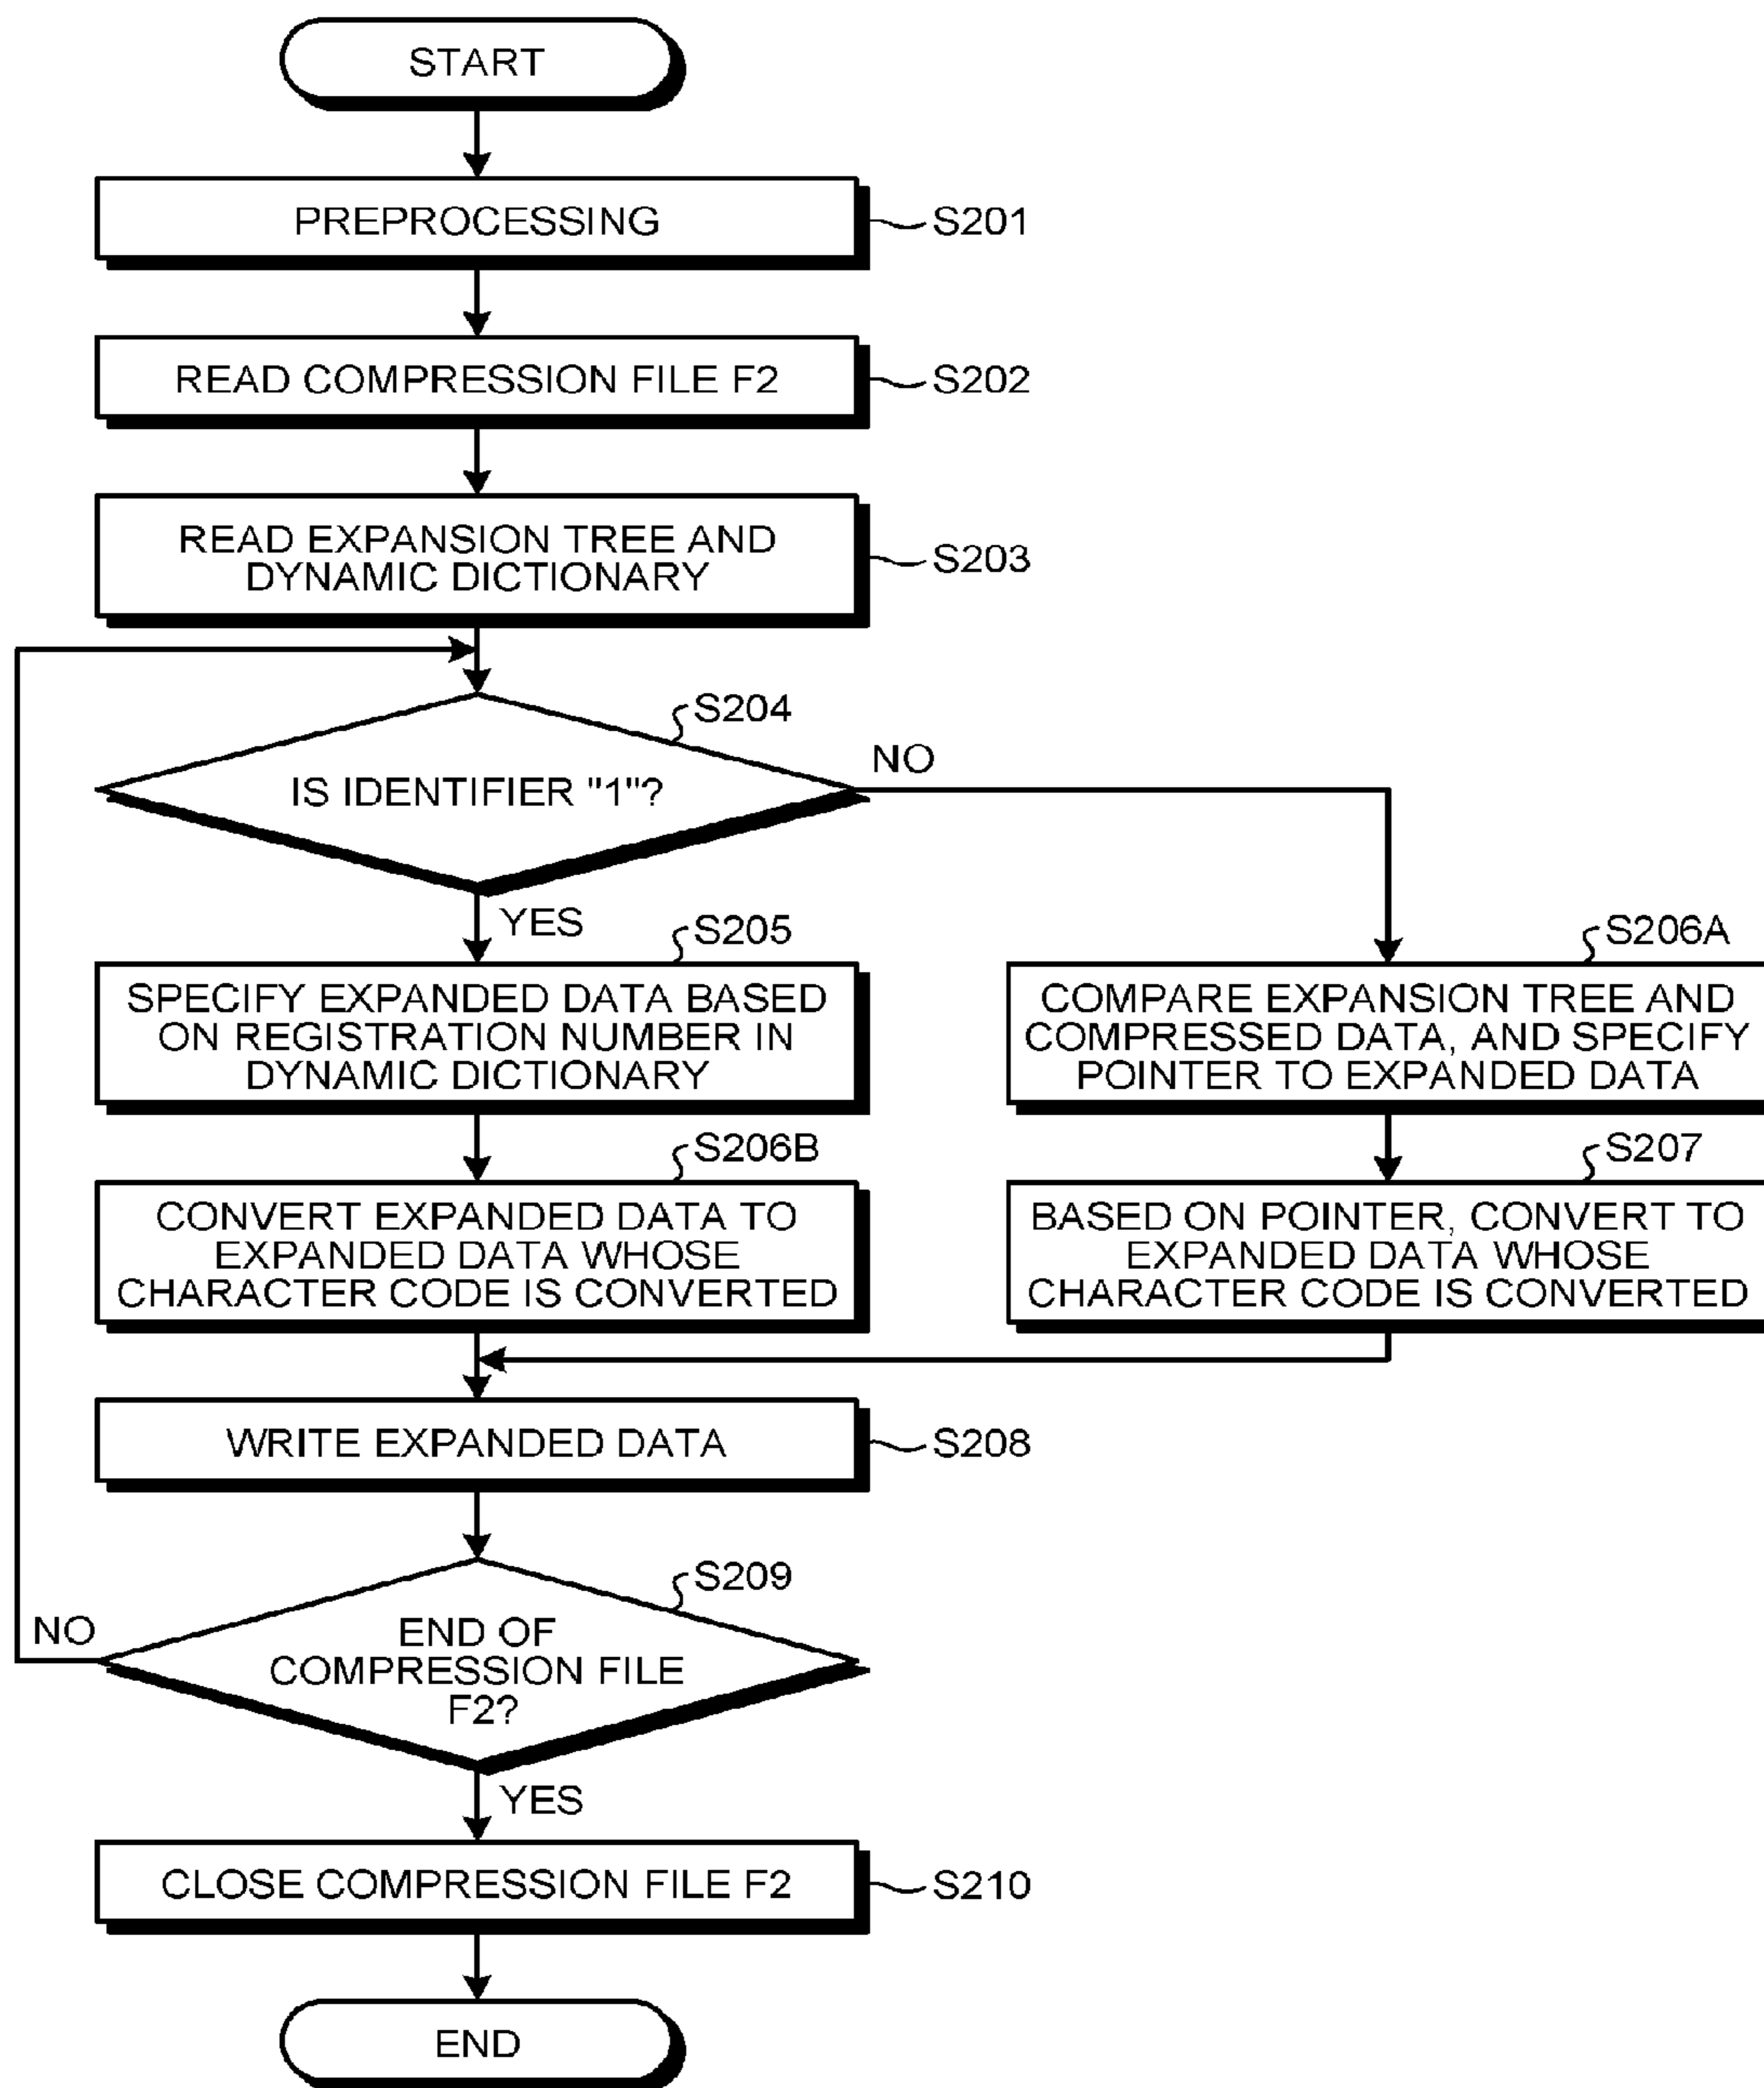 START
PREPROCESSING
S201
READ COMPRESSION FILE F2
S202
READ EXPANSION TREE AND
DYNAMIC DICTIONARY
S203
S204
IS IDENTIFIER "1"?
NO
YES
S205
SPECIFY EXPANDED DATA BASED
ON REGISTRATION NUMBER IN
DYNAMIC DICTIONARY
S206A
COMPARE EXPANSION TREE AND
COMPRESSED DATA, AND SPECIFY
POINTER TO EXPANDED DATA
S206B
CONVERT EXPANDED DATA TO
EXPANDED DATA WHOSE
CHARACTER CODE IS CONVERTED
S207
BASED ON POINTER, CONVERT TO
EXPANDED DATA WHOSE
CHARACTER CODE IS CONVERTED
WRITE EXPANDED DATA
S208
S209
END OF
COMPRESSION FILE
F2?
NO
YES
CLOSE COMPRESSION FILE F2
S210
END